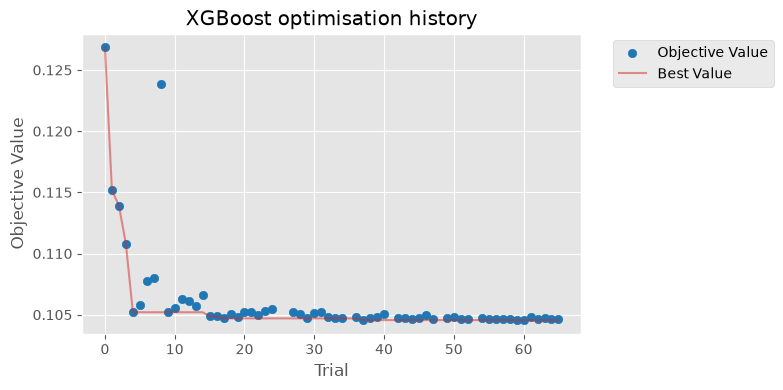 XGBoost optimisation history
Objective Value
Best Value
0.125
0.120
0.115
0.110
0.105
Objective Value
0
10
20
30
40
50
60
Trial